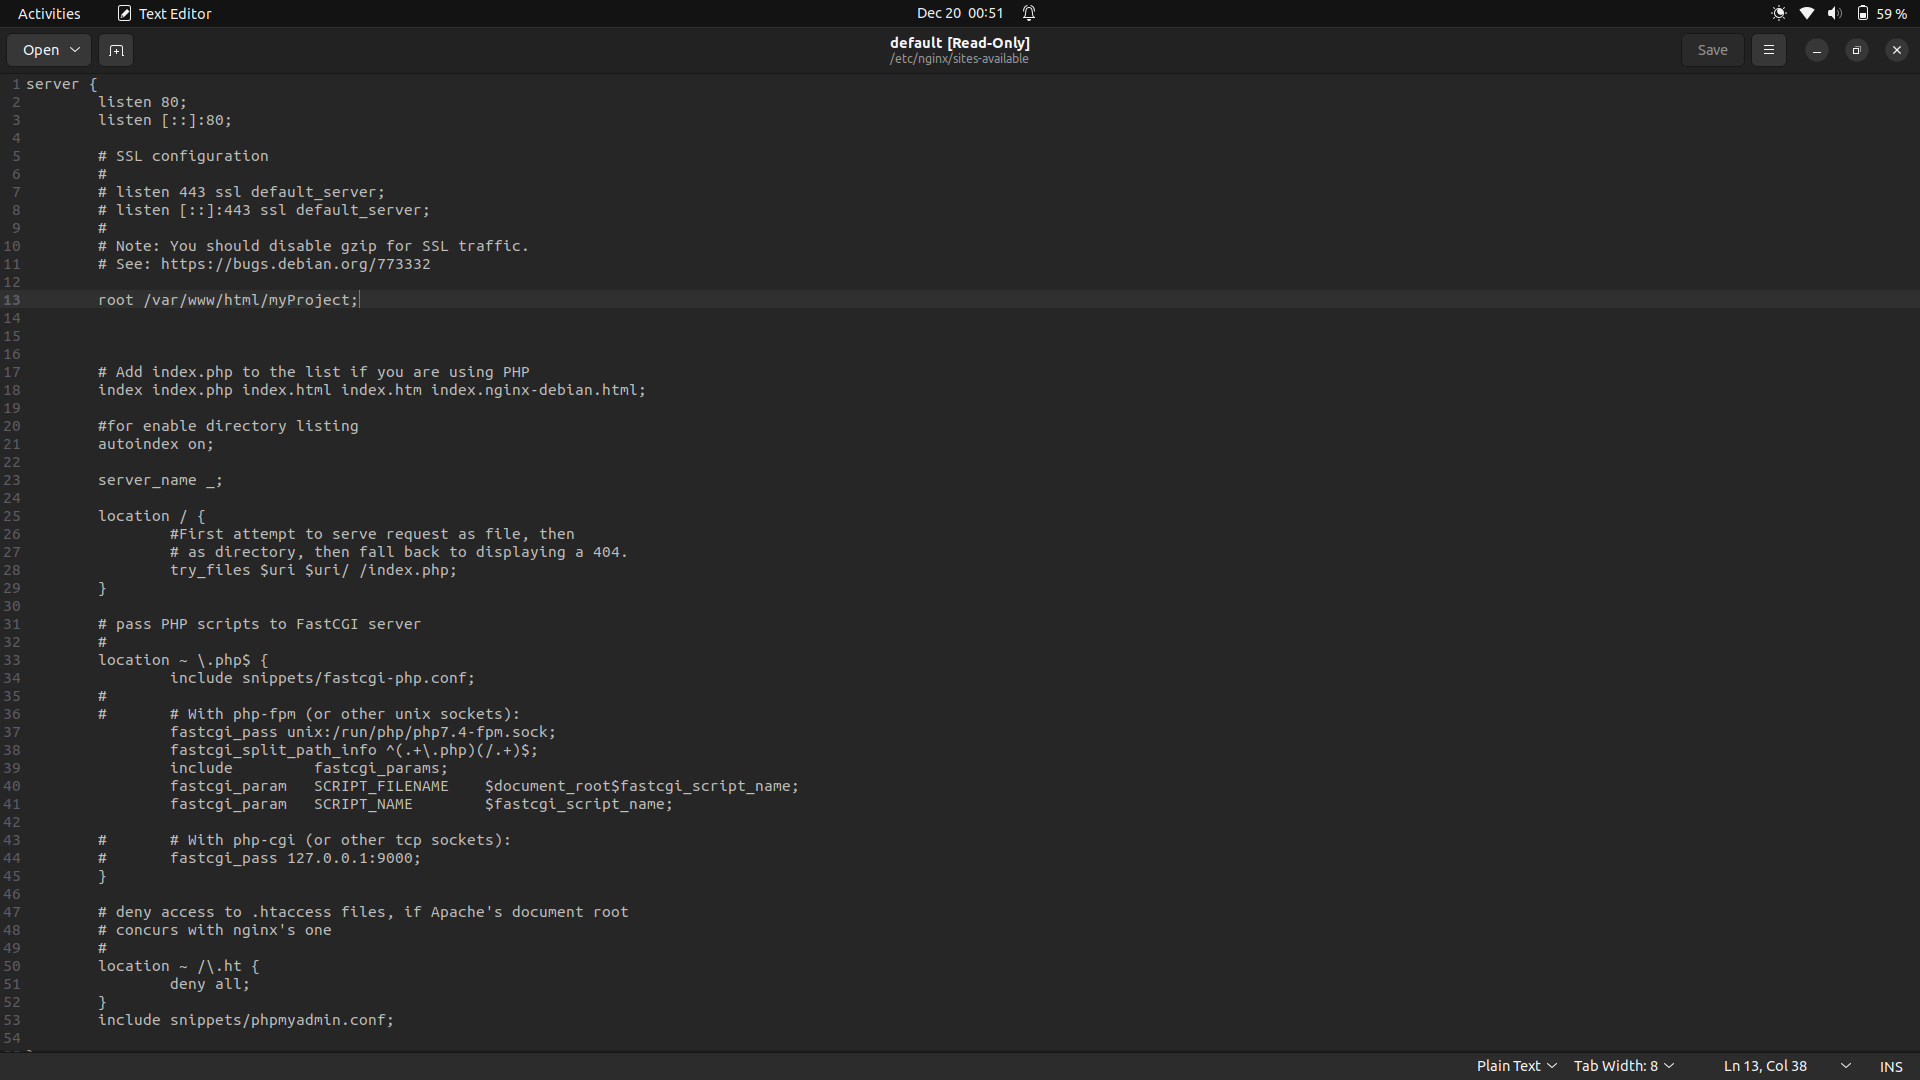 Activities Text Editor Dec 20 00:51 59 %
Open default [Read-Only] Save
/etc/nginx/sites-available
1 server {
2 listen 80;
3 listen [::]:80;
4
5 # SSL configuration
6 #
7 # listen 443 ssl default_server;
8 # listen [::]:443 ssl default_server;
9 #
10 # Note: You should disable gzip for SSL traffic.
11 # See: https://bugs.debian.org/773332
12
13 root /var/www/html/myProject;
14
15
16
17 # Add index.php to the list if you are using PHP
18 index index.php index.html index.htm index.nginx-debian.html;
19
20 #for enable directory listing
21 autoindex on;
22
23 server_name _;
24
25 location / {
26 #First attempt to serve request as file, then
27 # as directory, then fall back to displaying a 404.
28 try_files $uri $uri/ /index.php;
29 }
30
31 # pass PHP scripts to FastCGI server
32 #
33 location ~ \.php$ {
34 include snippets/fastcgi-php.conf;
35 #
36 # # With php-fpm (or other unix sockets):
37 fastcgi_pass unix:/run/php/php7.4-fpm.sock;
38 fastcgi_split_path_info ^(.+\.php)(/.+)$;
39 include fastcgi_params;
40 fastcgi_param SCRIPT_FILENAME $document_root$fastcgi_script_name;
41 fastcgi_param SCRIPT_NAME $fastcgi_script_name;
42
43 # # With php-cgi (or other tcp sockets):
44 # fastcgi_pass 127.0.0.1:9000;
45 }
46
47 # deny access to .htaccess files, if Apache's document root
48 # concurs with nginx's one
49 #
50 location ~ /\.ht {
51 deny all;
52 }
53 include snippets/phpmyadmin.conf;
54
Plain Text Tab Width: 8 Ln 13, Col 38 INS